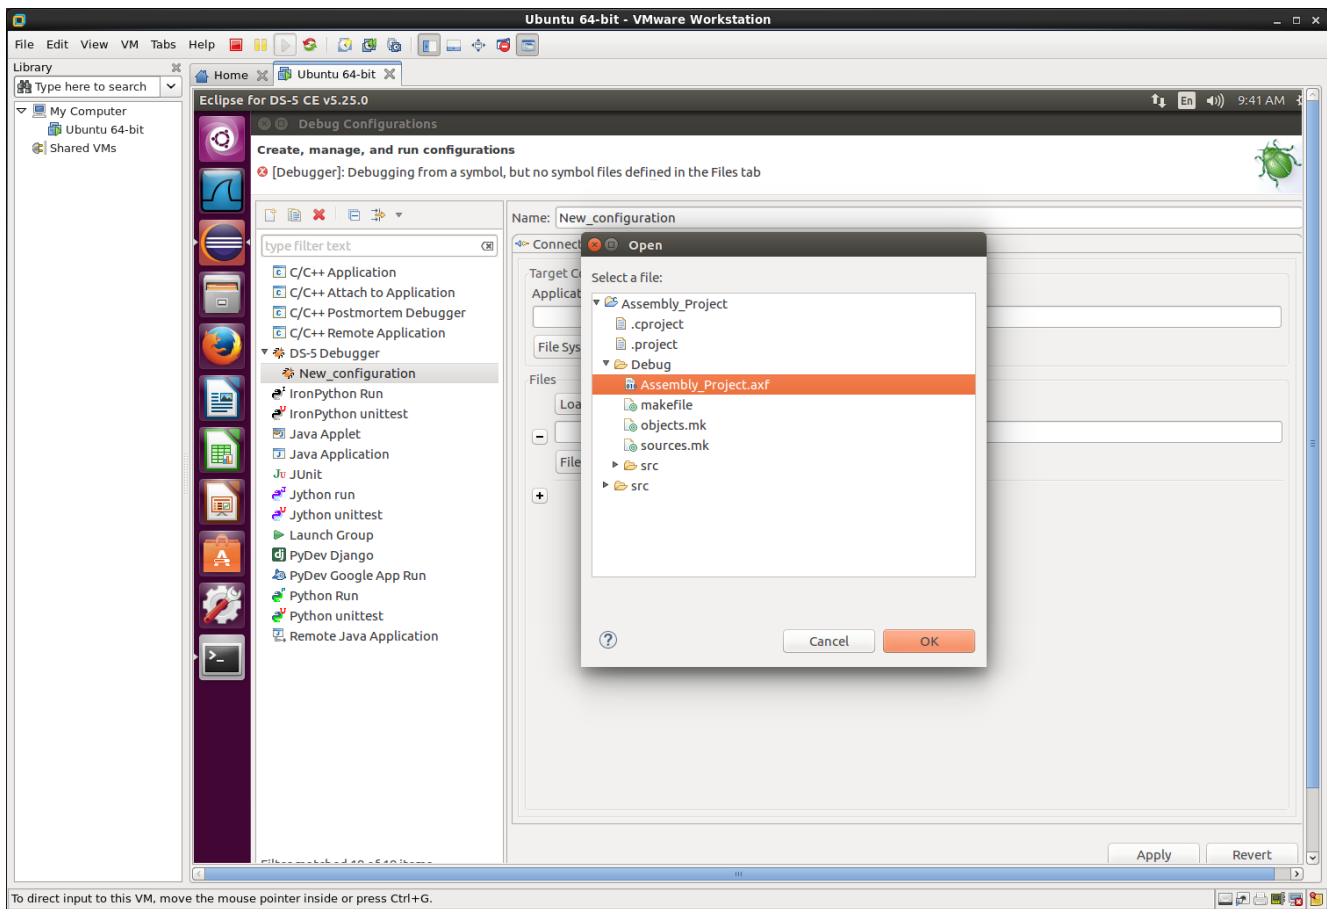 Ubuntu 64-bit - VMware Workstation
File Edit View VM Tabs Help
Library
Type here to search
My Computer
Ubuntu 64-bit
Shared VMs
Home
Ubuntu 64-bit
Eclipse for DS-5 CE v5.25.0
En
9:41 AM
Debug Configurations
Create, manage, and run configurations
[Debugger]: Debugging from a symbol, but no symbol files defined in the Files tab
type filter text
C/C++ Application
C/C++ Attach to Application
C/C++ Postmortem Debugger
C/C++ Remote Application
DS-5 Debugger
New_configuration
IronPython Run
IronPython unittest
Java Applet
Java Application
JUnit
Jython run
Jython unittest
Launch Group
PyDev Django
PyDev Google App Run
Python Run
Python unittest
Remote Java Application
Name: New_configuration
Connect
Target Co
Applicat
File Sys
Files
Loa
File
Open
Select a file:
Assembly_Project
.cproject
.project
Debug
Assembly_Project.axf
makefile
objects.mk
sources.mk
src
src
Cancel
OK
Apply
Revert
To direct input to this VM, move the mouse pointer inside or press Ctrl+G.